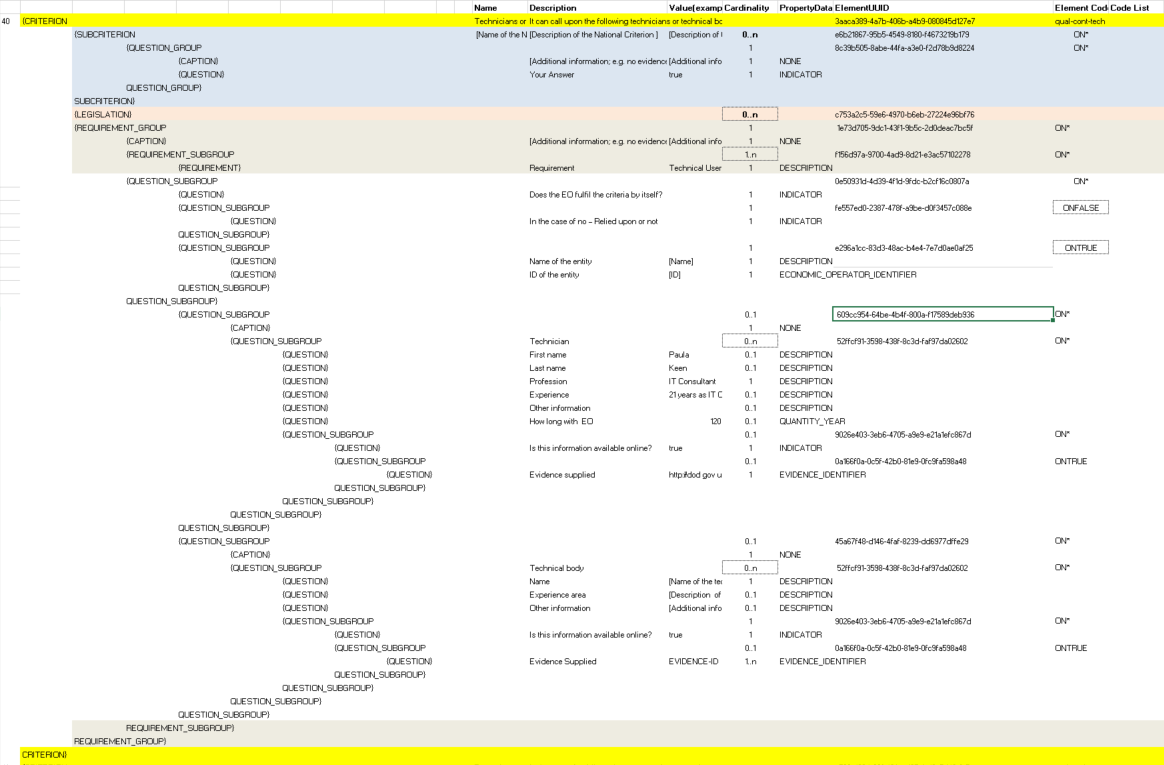 Name Description Value(examp Cardinality PropertyData ElementUUID Element Cod Code List
40 {CRITERION Technicians or It can call upon the following technicians or technical bc 3aaca389-4a7b-406b-a4b9-080845d127e7 qual-cont-tech
{SUBCRITERION [Name of the N [Description of the National Criterion ] [Description of 0..n e6b21867-95b5-4549-8180-f4673219b179 ON*
{QUESTION_GROUP 1 8c39b505-8abe-44fa-a3e0-f2d78b9d8224 ON*
{CAPTION} [Additional information; e.g. no evidence [Additional info 1 NONE
{QUESTION} Your Answer true 1 INDICATOR
QUESTION_GROUP}
SUBCRITERION}
{LEGISLATION} 0..n c753a2c5-59e6-4970-b6eb-27224e96bf76
{REQUIREMENT_GROUP 1 1e73d705-9dc1-43f1-9b5c-2d0deac7bc5f ON*
{CAPTION} [Additional information; e.g. no evidence [Additional info 1 NONE
{REQUIREMENT_SUBGROUP 1..n f156d97a-9700-4ad9-8d21-e3ac57102278 ON*
{REQUIREMENT} Requirement Technical User 1 DESCRIPTION
{QUESTION_SUBGROUP 0e50931d-4d39-4f1d-9fdc-b2cf16c0807a ON*
{QUESTION} Does the EO fulfil the criteria by itself? 1 INDICATOR
{QUESTION_SUBGROUP 1 fe557ed0-2387-478f-a9be-d0f3457c088e ONFALSE
{QUESTION} In the case of no – Relied upon or not 1 INDICATOR
QUESTION_SUBGROUP}
{QUESTION_SUBGROUP 1 e296a1cc-83d3-48ac-b4e4-7e7d0ae0af25 ONTRUE
{QUESTION} Name of the entity [Name] 1 DESCRIPTION
{QUESTION} ID of the entity [ID] 1 ECONOMIC_OPERATOR_IDENTIFIER
QUESTION_SUBGROUP}
QUESTION_SUBGROUP}
{QUESTION_SUBGROUP 0..1 609cc954-64be-4b4f-800a-f17589deb936 ON*
{CAPTION} 1 NONE
{QUESTION_SUBGROUP Technician 0..n 52ffcf91-3598-438f-8c3d-faf97da02602 ON*
{QUESTION} First name Paula 0..1 DESCRIPTION
{QUESTION} Last name Keen 0..1 DESCRIPTION
{QUESTION} Profession IT Consultant 1 DESCRIPTION
{QUESTION} Experience 21 years as IT C 0..1 DESCRIPTION
{QUESTION} Other information 0..1 DESCRIPTION
{QUESTION} How long with EO 120 0..1 QUANTITY_YEAR
{QUESTION_SUBGROUP 0..1 9026e403-3eb6-4705-a9e9-e21a1efc867d ON*
{QUESTION} Is this information available online? true 1 INDICATOR
{QUESTION_SUBGROUP 0..1 0a166f0a-0c5f-42b0-81e9-0fc9fa598a48 ONTRUE
{QUESTION} Evidence supplied http://dod gov u 1 EVIDENCE_IDENTIFIER
QUESTION_SUBGROUP}
QUESTION_SUBGROUP}
QUESTION_SUBGROUP}
QUESTION_SUBGROUP}
{QUESTION_SUBGROUP 0..1 45a67f48-d146-4faf-8239-dd6977dffe29 ON*
{CAPTION} 1 NONE
{QUESTION_SUBGROUP Technical body 0..n 52ffcf91-3598-438f-8c3d-faf97da02602 ON*
{QUESTION} Name [Name of the tec 1 DESCRIPTION
{QUESTION} Experience area [Description of 0..1 DESCRIPTION
{QUESTION} Other information [Additional info 0..1 DESCRIPTION
{QUESTION_SUBGROUP 1 9026e403-3eb6-4705-a9e9-e21a1efc867d ON*
{QUESTION} Is this information available online? true 1 INDICATOR
{QUESTION_SUBGROUP 0..1 0a166f0a-0c5f-42b0-81e9-0fc9fa598a48 ONTRUE
{QUESTION} Evidence Supplied EVIDENCE-ID 1..n EVIDENCE_IDENTIFIER
QUESTION_SUBGROUP}
QUESTION_SUBGROUP}
QUESTION_SUBGROUP}
QUESTION_SUBGROUP}
REQUIREMENT_SUBGROUP}
REQUIREMENT_GROUP}
CRITERION}